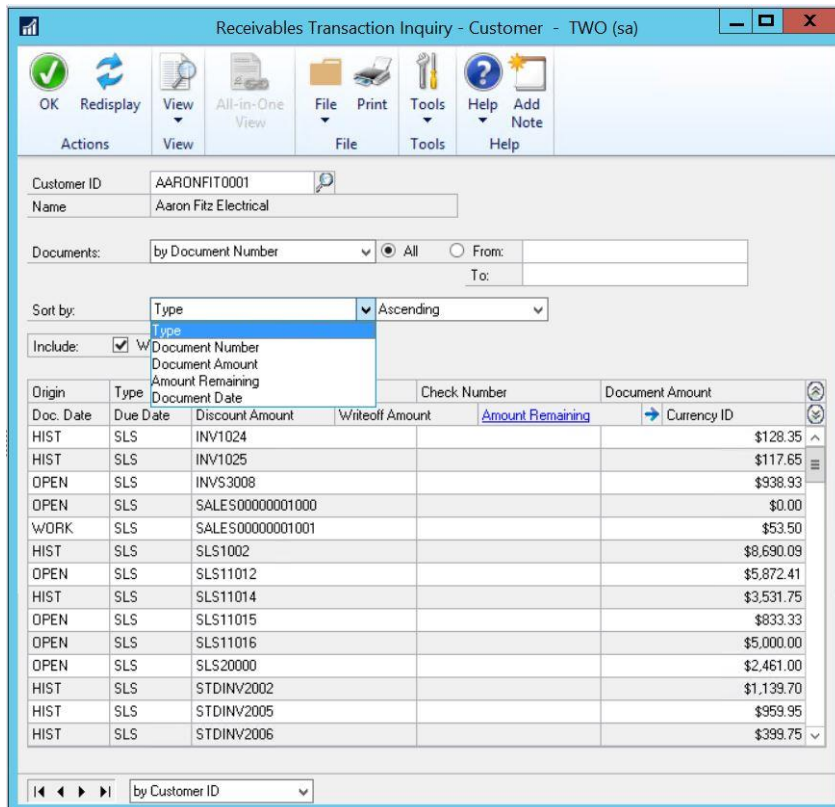 Receivables Transaction Inquiry - Customer - TWO (sa)
OK Redisplay View All-in-One View File Print Tools Help Add Note
Actions View File Tools Help
Customer ID AARONFIT0001
Name Aaron Fitz Electrical
Documents: by Document Number All From:
To:
Sort by: Type Ascending
Type
Include: W Document Number
Document Amount
Amount Remaining
Document Date
Origin Type Check Number Document Amount
Doc. Date Due Date Discount Amount Writeoff Amount Amount Remaining Currency ID
HIST SLS INV1024 $128.35
HIST SLS INV1025 $117.65
OPEN SLS INVS3008 $938.93
OPEN SLS SALES00000001000 $0.00
WORK SLS SALES00000001001 $53.50
HIST SLS SLS1002 $8,690.09
OPEN SLS SLS11012 $5,872.41
HIST SLS SLS11014 $3,531.75
OPEN SLS SLS11015 $833.33
OPEN SLS SLS11016 $5,000.00
OPEN SLS SLS20000 $2,461.00
HIST SLS STDINV2002 $1,139.70
HIST SLS STDINV2005 $959.95
HIST SLS STDINV2006 $399.75
by Customer ID